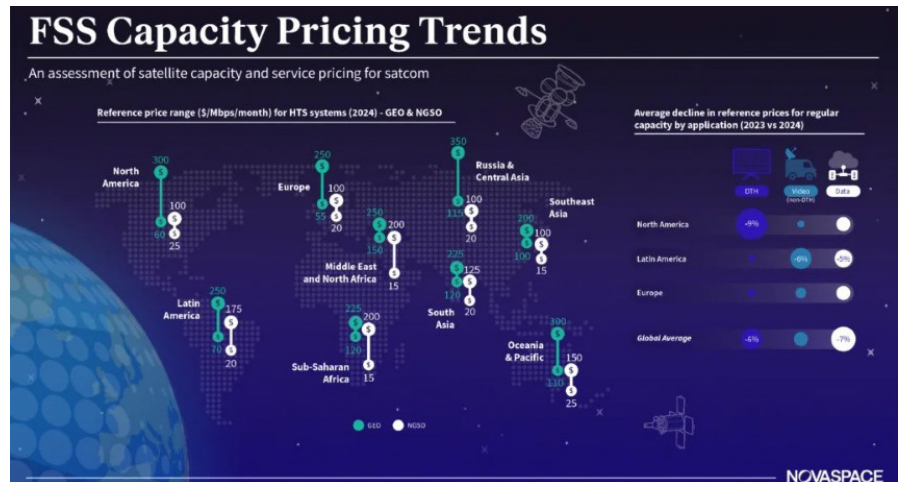 FSS Capacity Pricing Trends
An assessment of satellite capacity and service pricing for satcom
Reference price range ($/Mbps/month) for HTS systems (2024) - GEO & NGSO
North
America
300
60
100
25
Europe
250
55
100
20
Russia &
Central Asia
350
115
100
20
Southeast
Asia
200
100
100
15
Middle East
and North Africa
250
150
200
15
South
Asia
225
120
125
20
Latin
America
250
70
175
20
Sub-Saharan
Africa
225
120
200
15
Oceania
& Pacific
300
110
150
25
GEO
NGSO
Average decline in reference prices for regular
capacity by application (2023 vs 2024)
DTH
Video
(non-DTH)
Data
North America
-9%
Latin America
-6%
-5%
Europe
Global Average
-6%
-7%
NOVASPACE